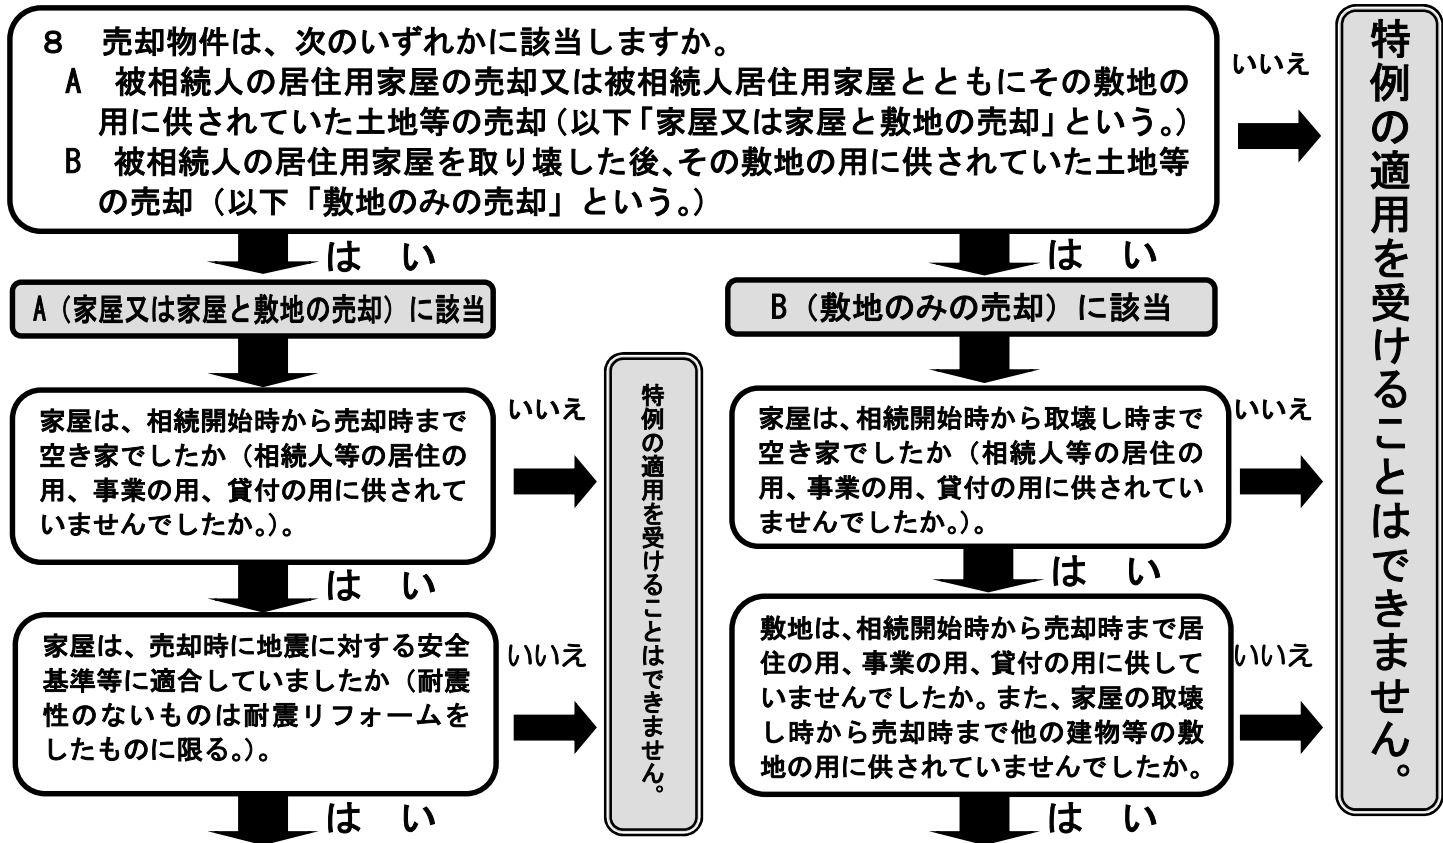 ８　売却物件は、次のいずれかに該当しますか。
A　被相続人の居住用家屋の売却又は被相続人居住用家屋とともにその敷地の
用に供されていた土地等の売却（以下「家屋又は家屋と敷地の売却」という。）
B　被相続人の居住用家屋を取り壊した後、その敷地の用に供されていた土地等
の売却（以下「敷地のみの売却」という。）
いいえ
特例の適用を受けることはできません。
は　い
は　い
A（家屋又は家屋と敷地の売却）に該当
B（敷地のみの売却）に該当
家屋は、相続開始時から売却時まで
空き家でしたか（相続人等の居住の
用、事業の用、貸付の用に供されて
いませんでしたか。）。
いいえ
特例の適用を受けることはできません。
家屋は、相続開始時から取壊し時まで
空き家でしたか（相続人等の居住の
用、事業の用、貸付の用に供されてい
ませんでしたか。）。
いいえ
は　い
は　い
家屋は、売却時に地震に対する安全
基準等に適合していましたか（耐震
性のないものは耐震リフォームを
したものに限る。）。
いいえ
敷地は、相続開始時から売却時まで居
住の用、事業の用、貸付の用に供して
いませんでしたか。また、家屋の取壊
し時から売却時まで他の建物等の敷
地の用に供されていませんでしたか。
いいえ
は　い
は　い